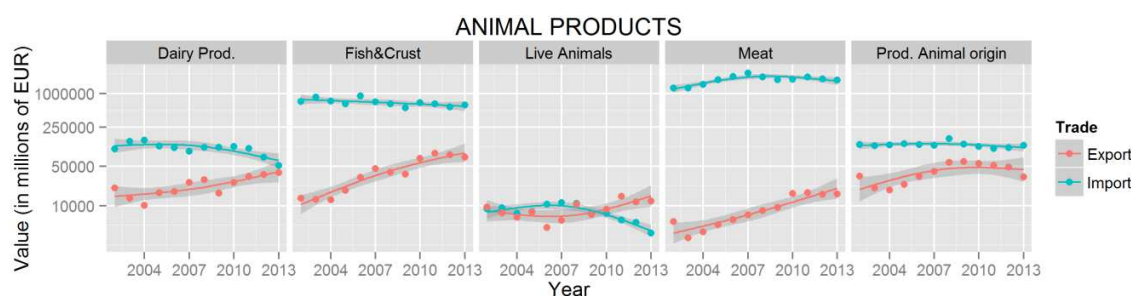 ANIMAL PRODUCTS
Dairy Prod. Fish&Crust Live Animals Meat Prod. Animal origin
Value (in millions of EUR)
1000000
250000
50000
10000
2004 2007 2010 2013 2004 2007 2010 2013 2004 2007 2010 2013 2004 2007 2010 2013 2004 2007 2010 2013
Year
Trade
Export
Import